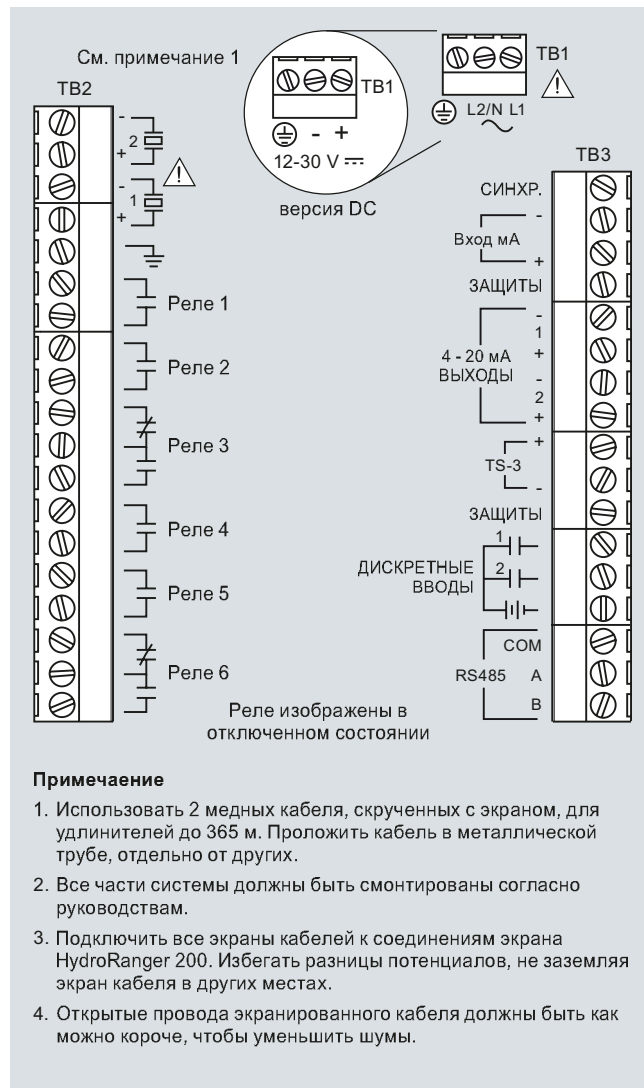 См. примечание 1
TB2
-
2
+
-
1
+
Реле 1
Реле 2
Реле 3
Реле 4
Реле 5
Реле 6
TB1
- +
12-30 V
версия DC
TB1
L2/N L1
TB3
СИНХР.
-
Вход мА
+
ЗАЩИТЫ
-
1
+
4 - 20 мА
ВЫХОДЫ
-
2
+
+
TS-3
-
ЗАЩИТЫ
1
ДИСКРЕТНЫЕ
ВВОДЫ
2
COM
RS485 A
B
Реле изображены в
отключенном состоянии
Примечаение
1. Использовать 2 медных кабеля, скрученных с экраном, для
удлинителей до 365 м. Проложить кабель в металлической
трубе, отдельно от других.
2. Все части системы должны быть смонтированы согласно
руководствам.
3. Подключить все экраны кабелей к соединениям экрана
HydroRanger 200. Избегать разницы потенциалов, не заземляя
экран кабеля в других местах.
4. Открытые провода экранированного кабеля должны быть как
можно короче, чтобы уменьшить шумы.